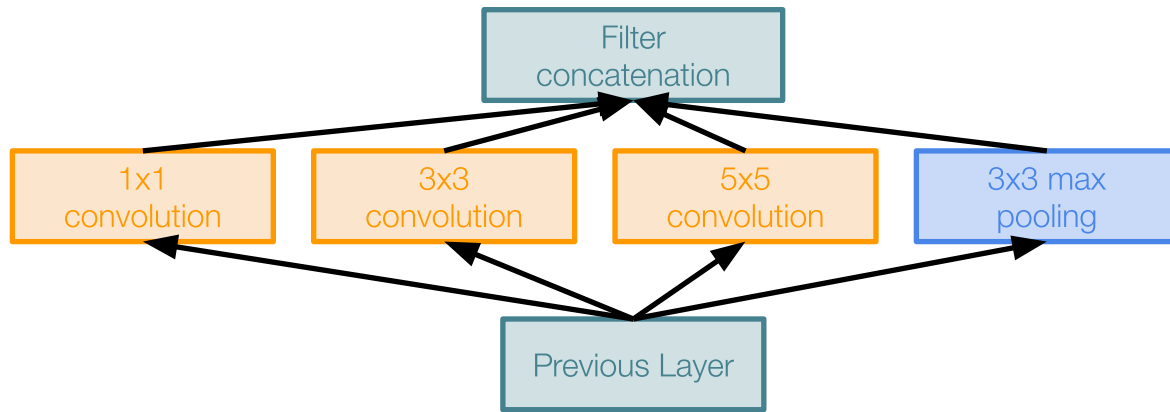 Filter
concatenation
1x1
convolution
3x3
convolution
5x5
convolution
3x3 max
pooling
Previous Layer